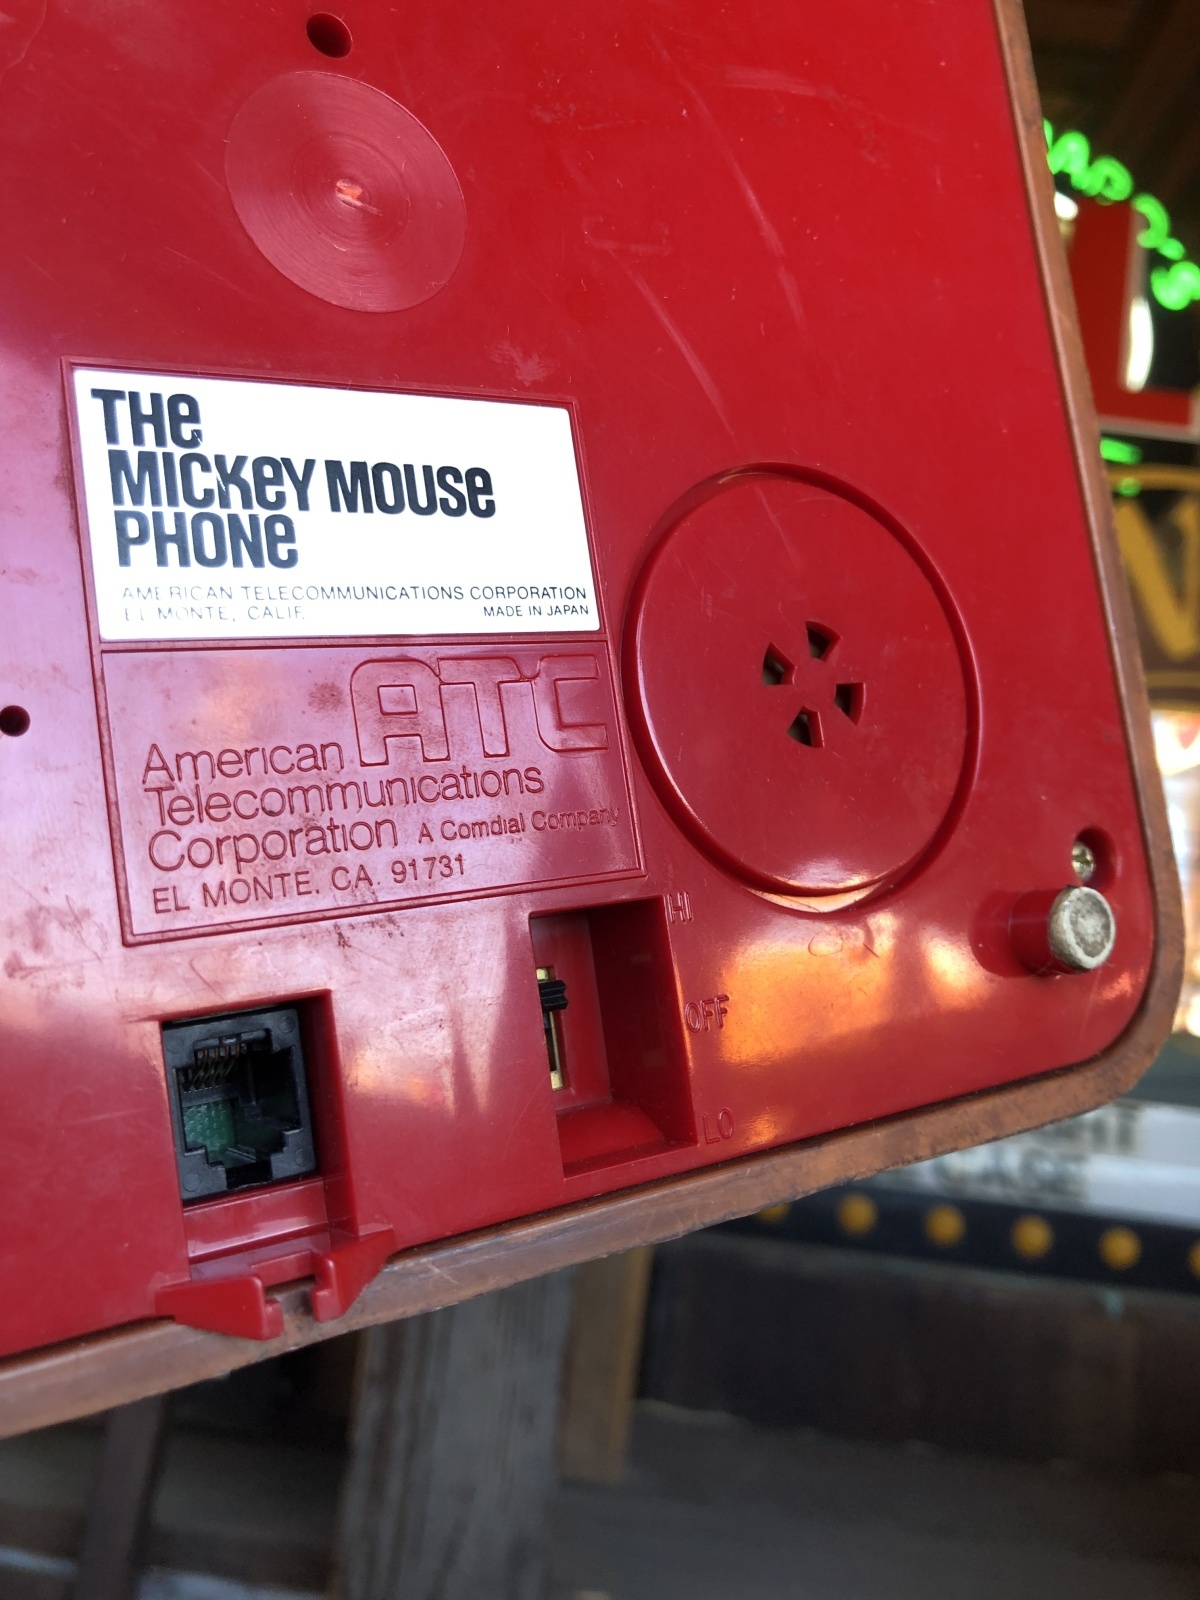 THE
MICKEY MOUSE
PHONE
AMERICAN TELECOMMUNICATIONS CORPORATION
EL MONTE, CALIF. MADE IN JAPAN
ATC
American
Telecommunications
Corporation A Comdial Company
EL MONTE. CA. 91731
HI
OFF
LO